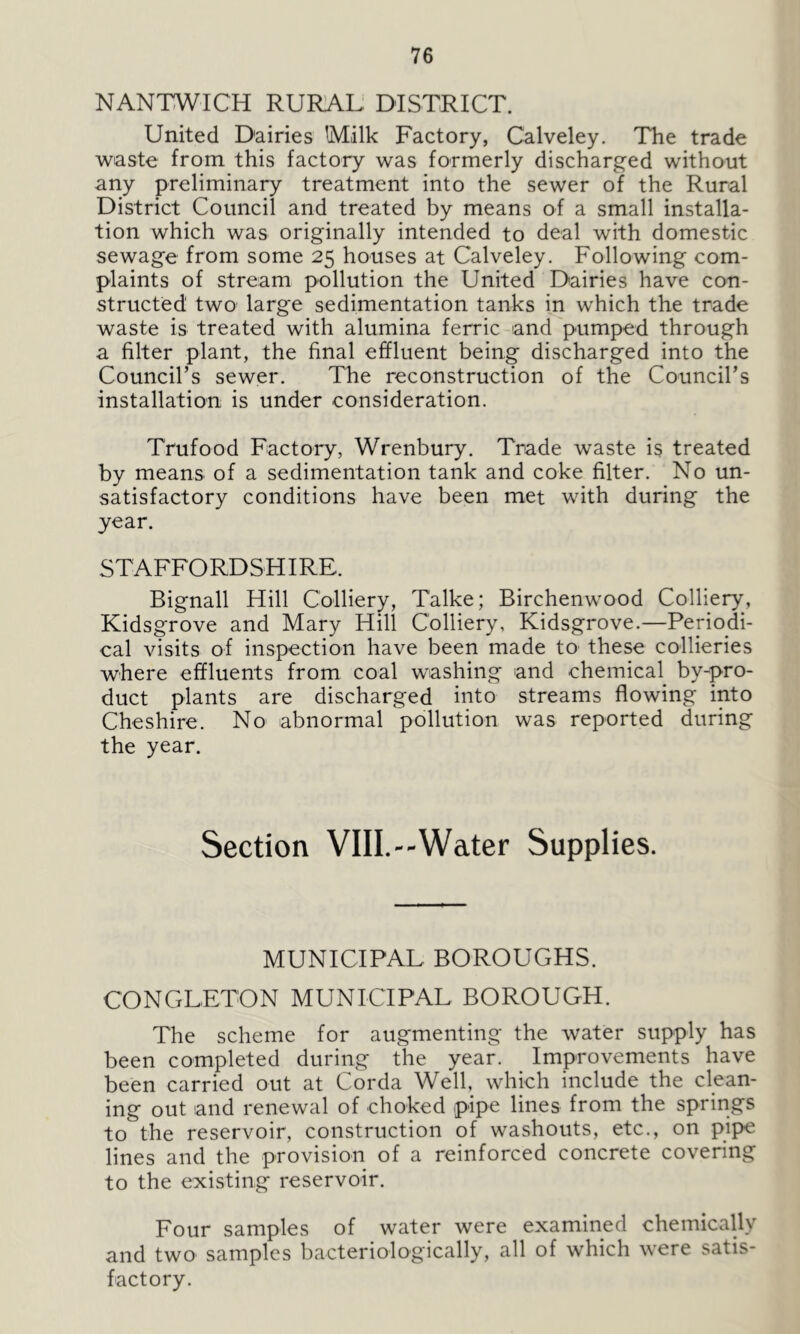 76
NANTWICH RURAL DISTRICT.
United Dairies Milk Factory, Calveley. The trade
waste from this factory was formerly discharged without
any preliminary treatment into the sewer of the Rural
District Council and treated by means of a small installa-
tion which was originally intended to deal with domestic
sewage from some 25 houses at Calveley. Following com-
plaints of stream pollution the United Dairies have con-
structed two large sedimentation tanks in which the trade
waste is treated with alumina ferric and pumped through
a filter plant, the final effluent being discharged into the
Council's sewer. The reconstruction of the Council's
installation is under consideration.
Trufood Factory, Wrenbury. Trade waste is treated
by means of a sedimentation tank and coke filter. No un-
satisfactory conditions have been met with during the
year.
STAFFORDSHIRE.
Bignall Hill Colliery, Talke; Birchenwood Colliery,
Kidsgrove and Mary Hill Colliery, Kidsgrove.—Periodi-
cal visits of inspection have been made to these collieries
where effluents from coal washing and chemical by-pro-
duct plants are discharged into streams flowing into
Cheshire. No abnormal pollution was reported during
the year.
Section VIII.--Water Supplies.
MUNICIPAL BOROUGHS.
CONGLETON MUNICIPAL BOROUGH.
The scheme for augmenting the water supply has
been completed during the year. Improvements have
been carried out at Corda Well, which include the clean-
ing out and renewal of choked pipe lines from the springs
to the reservoir, construction of washouts, etc., on pipe
lines and the provision of a reinforced concrete covering
to the existing reservoir.
Four samples of water were examined chemically
and two samples bacteriologically, all of which were satis-
factory.